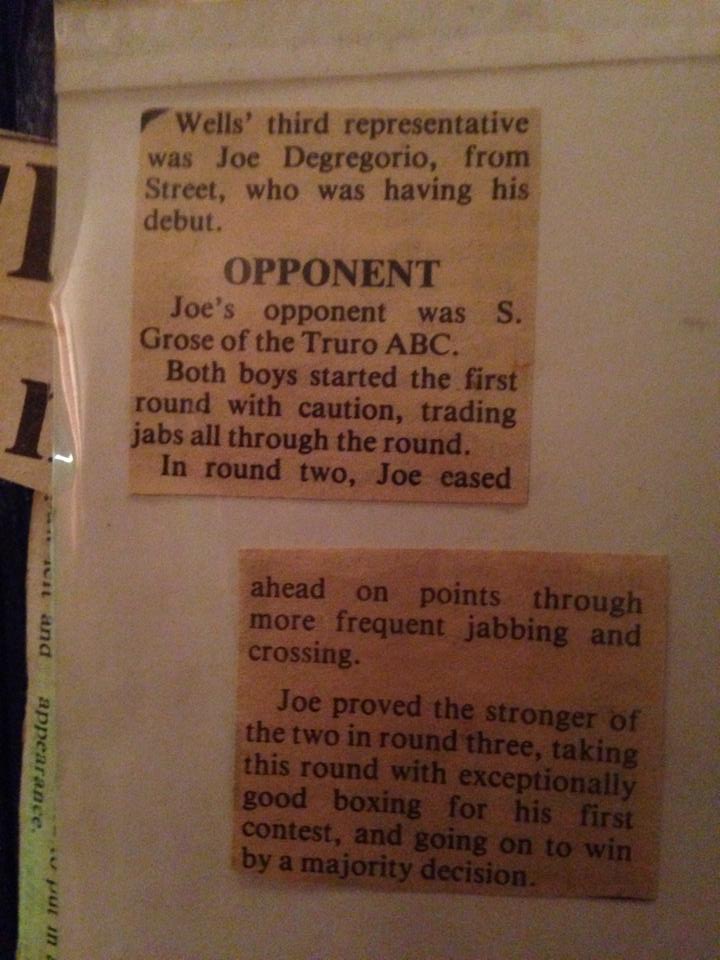 Wells' third representative
was Joe Degregorio, from
Street, who was having his
debut.
OPPONENT
Joe's opponent was S.
Grose of the Truro ABC.
Both boys started the first
round with caution, trading
jabs all through the round.
In round two, Joe eased
ahead on points through
more frequent jabbing and
crossing.
Joe proved the stronger of
the two in round three, taking
this round with exceptionally
good boxing for his first
contest, and going on to win
by a majority decision.
and appearance.
put in